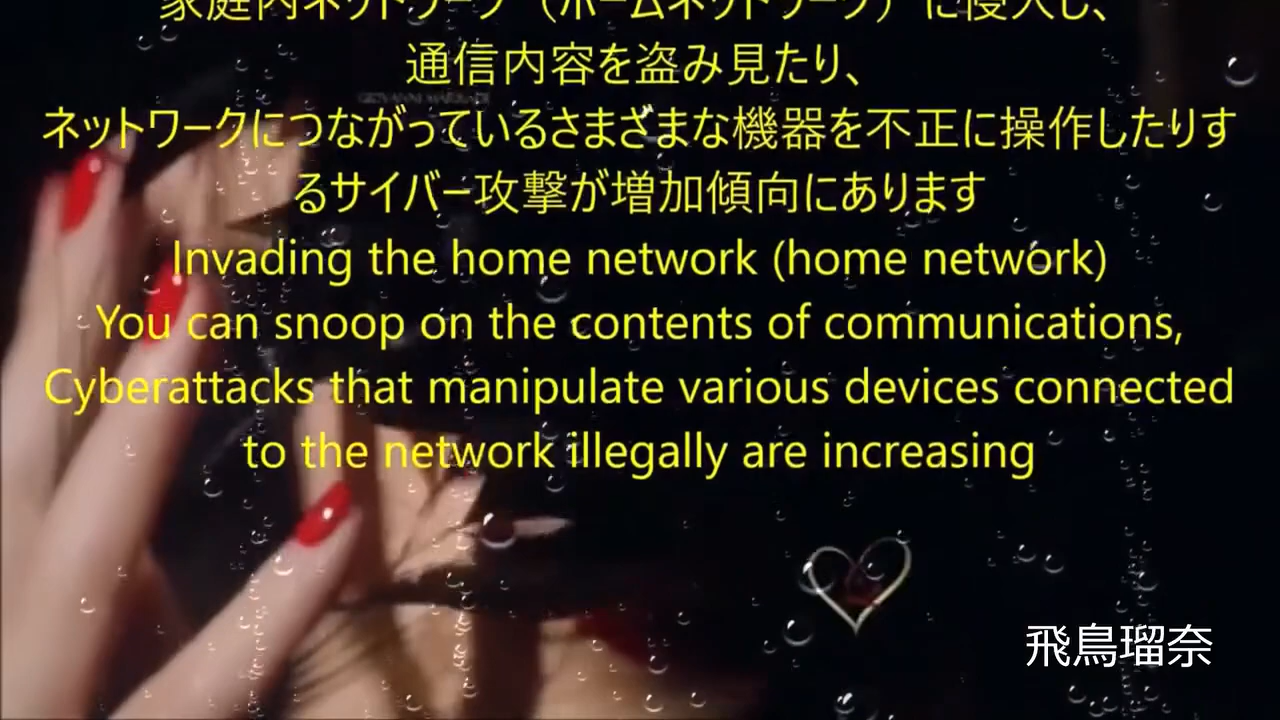 家庭内ネットワーク（ホームネットワーク）に侵入し、
通信内容を盗み見たり、
ネットワークにつながっているさまざまな機器を不正に操作したりす
るサイバー攻撃が増加傾向にあります
Invading the home network (home network)
You can snoop on the contents of communications,
Cyberattacks that manipulate various devices connected
to the network illegally are increasing
飛鳥瑠奈